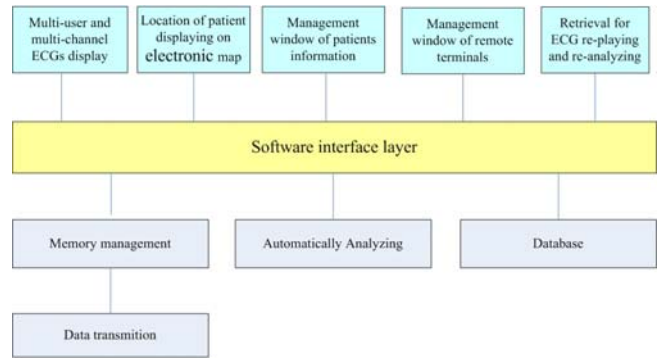 Multi-user and
multi-channel
ECGs display
Location of patient
displaying on
electronic map
Management
window of patients
information
Management
window of remote
terminals
Retrieval for
ECG re-playing
and re-analyzing
Software interface layer
Memory management
Automatically Analyzing
Database
Data transmition